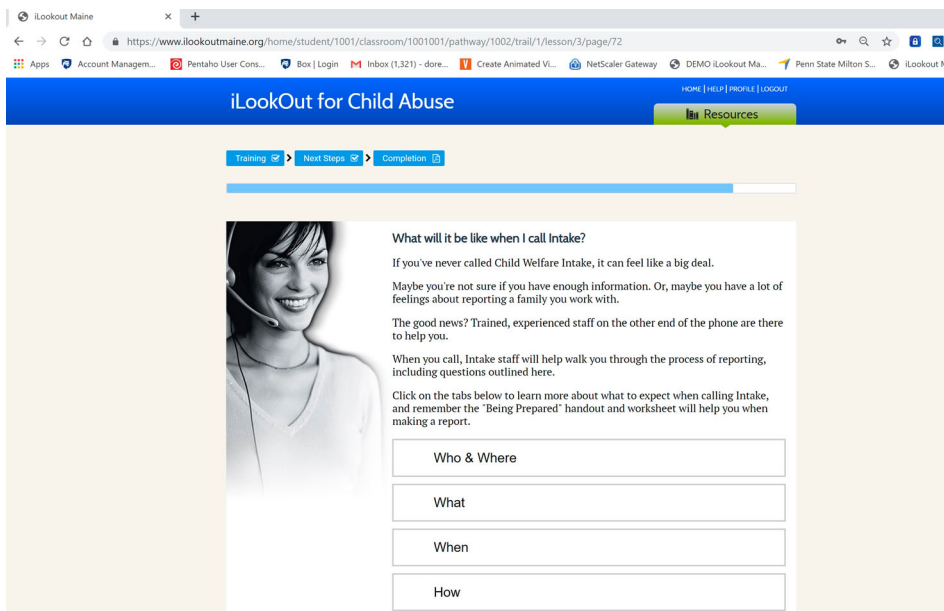 iLookout Maine
https://www.ilookoutmaine.org/home/student/1001/classroom/1001001/pathway/1002/trail/1/lesson/3/page/72
Apps Account Managem... Pentaho User Cons... Box | Login Inbox (1,321) - dore... Create Animated Vi... NetScaler Gateway DEMO iLookout Ma... Penn State Milton S... iLookout M
HOME | HELP | PROFILE | LOGOUT
iLookOut for Child Abuse
Resources
Training Next Steps Completion
What will it be like when I call Intake?
If you've never called Child Welfare Intake, it can feel like a big deal.
Maybe you're not sure if you have enough information. Or, maybe you have a lot of
feelings about reporting a family you work with.
The good news? Trained, experienced staff on the other end of the phone are there
to help you.
When you call, Intake staff will help walk you through the process of reporting,
including questions outlined here.
Click on the tabs below to learn more about what to expect when calling Intake,
and remember the "Being Prepared" handout and worksheet will help you when
making a report.
Who & Where
What
When
How